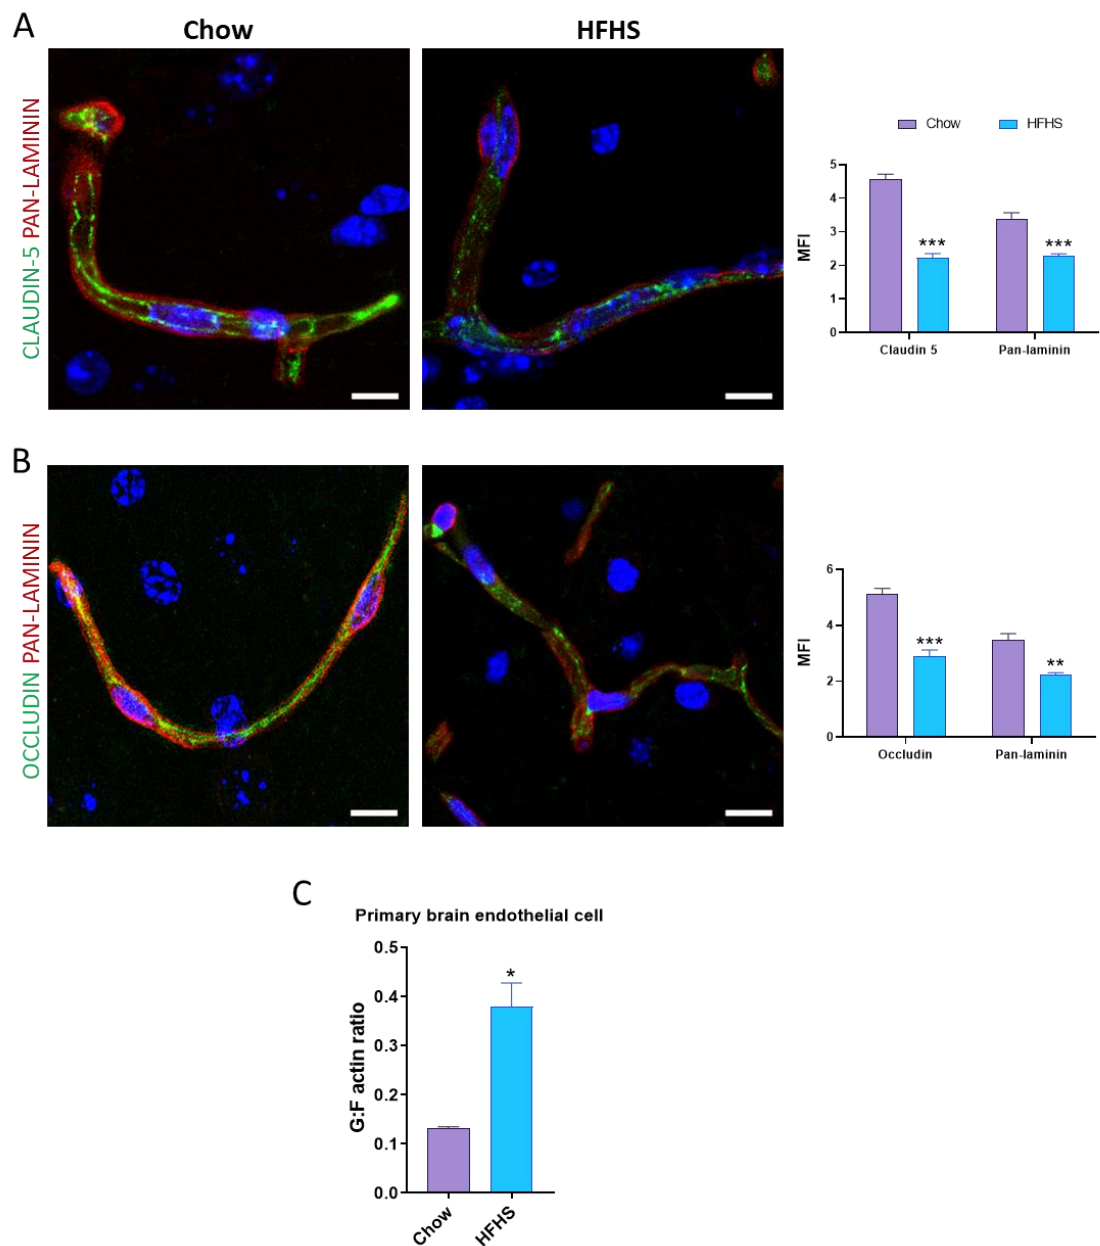 A
Chow
HFHS
CLAUDIN-5 PAN-LAMININ
Chow
HFHS
MFI
5
4
3
2
1
0
***
***
Claudin 5
Pan-laminin
B
OCCLUDIN PAN-LAMININ
MFI
6
4
2
0
***
**
Occludin
Pan-laminin
C
Primary brain endothelial cell
G:F actin ratio
0.5
0.4
0.3
0.2
0.1
0.0
*
Chow
HFHS